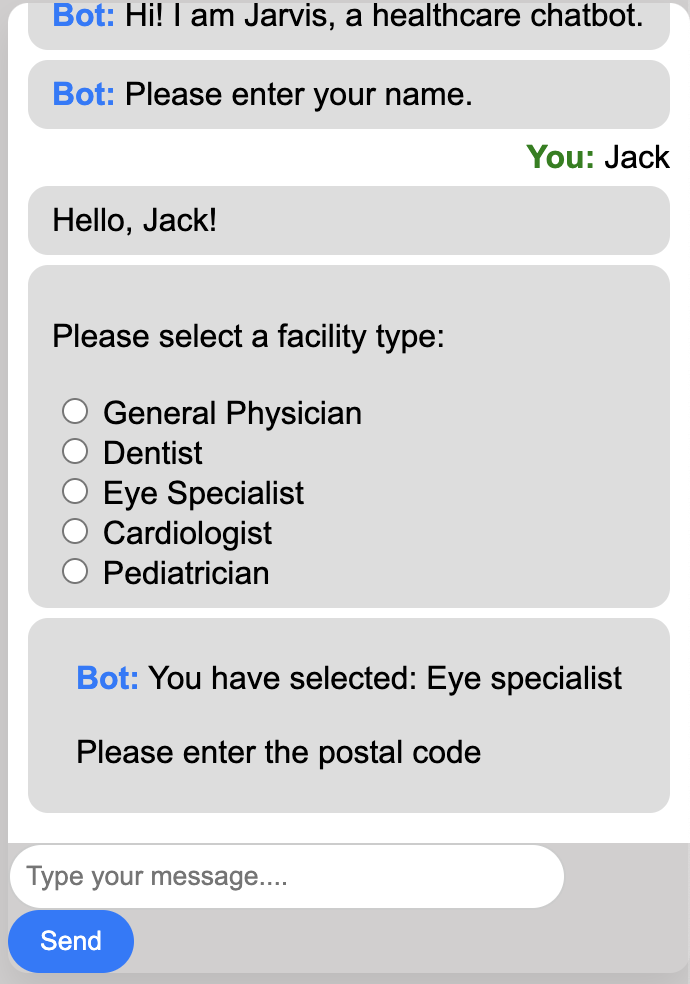 Bot: Hi! I am Jarvis, a healthcare chatbot.
Bot: Please enter your name.
You: Jack
Hello, Jack!
Please select a facility type:
General Physician
Dentist
Eye Specialist
Cardiologist
Pediatrician
Bot: You have selected: Eye specialist
Please enter the postal code
Type your message....
Send